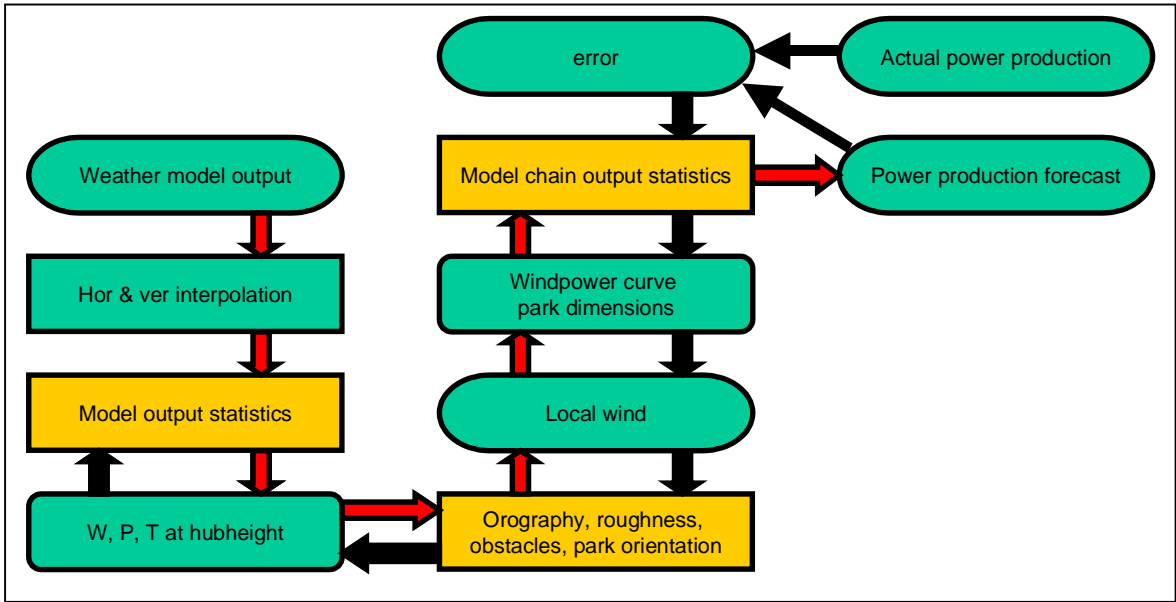 error
Actual power production
Weather model output
Model chain output statistics
Power production forecast
Hor & ver interpolation
Windpower curve
park dimensions
Model output statistics
Local wind
W, P, T at hubheight
Orography, roughness,
obstacles, park orientation